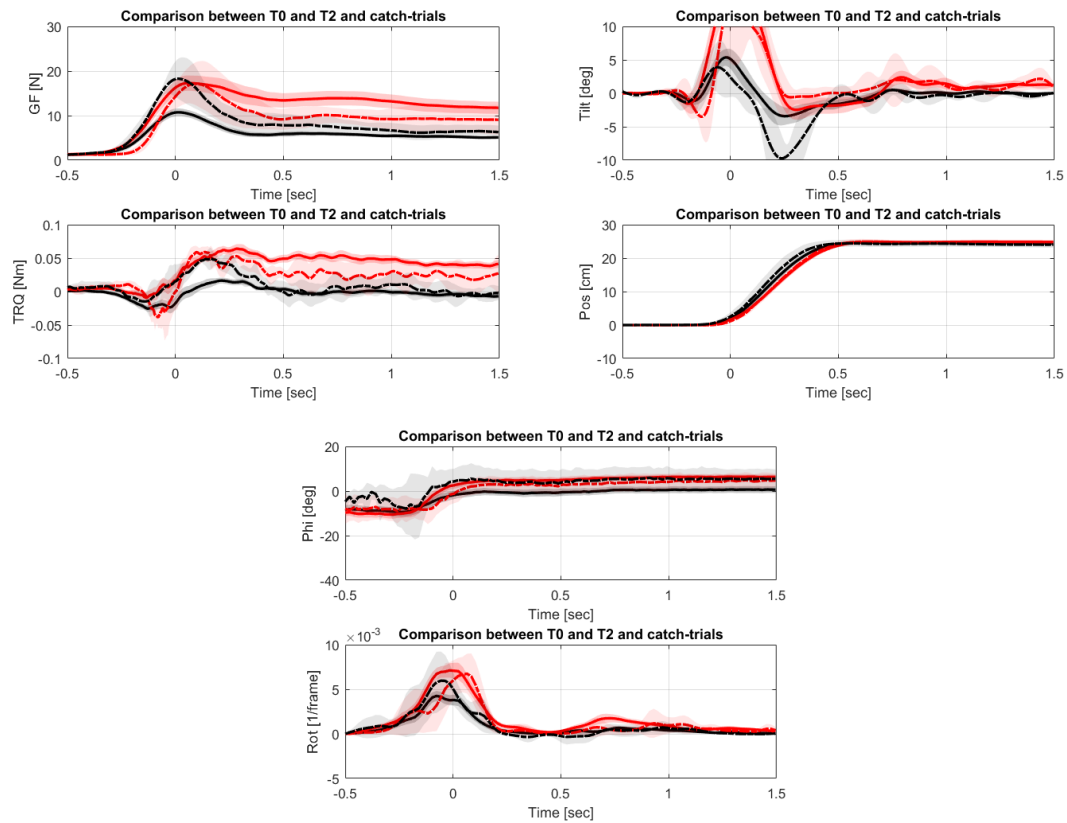 Comparison between T0 and T2 and catch-trials
30
20
10
0
GF [N]
-0.5 0 0.5 1 1.5
Time [sec]
Comparison between T0 and T2 and catch-trials
10
5
0
-5
-10
Tilt [deg]
-0.5 0 0.5 1 1.5
Time [sec]
Comparison between T0 and T2 and catch-trials
0.1
0.05
0
-0.05
-0.1
TRQ [Nm]
-0.5 0 0.5 1 1.5
Time [sec]
Comparison between T0 and T2 and catch-trials
30
20
10
0
-10
Pos [cm]
-0.5 0 0.5 1 1.5
Time [sec]
Comparison between T0 and T2 and catch-trials
20
0
-20
-40
Phi [deg]
-0.5 0 0.5 1 1.5
Time [sec]
Comparison between T0 and T2 and catch-trials
× 10^-3
10
5
0
-5
Rot [1/frame]
-0.5 0 0.5 1 1.5
Time [sec]